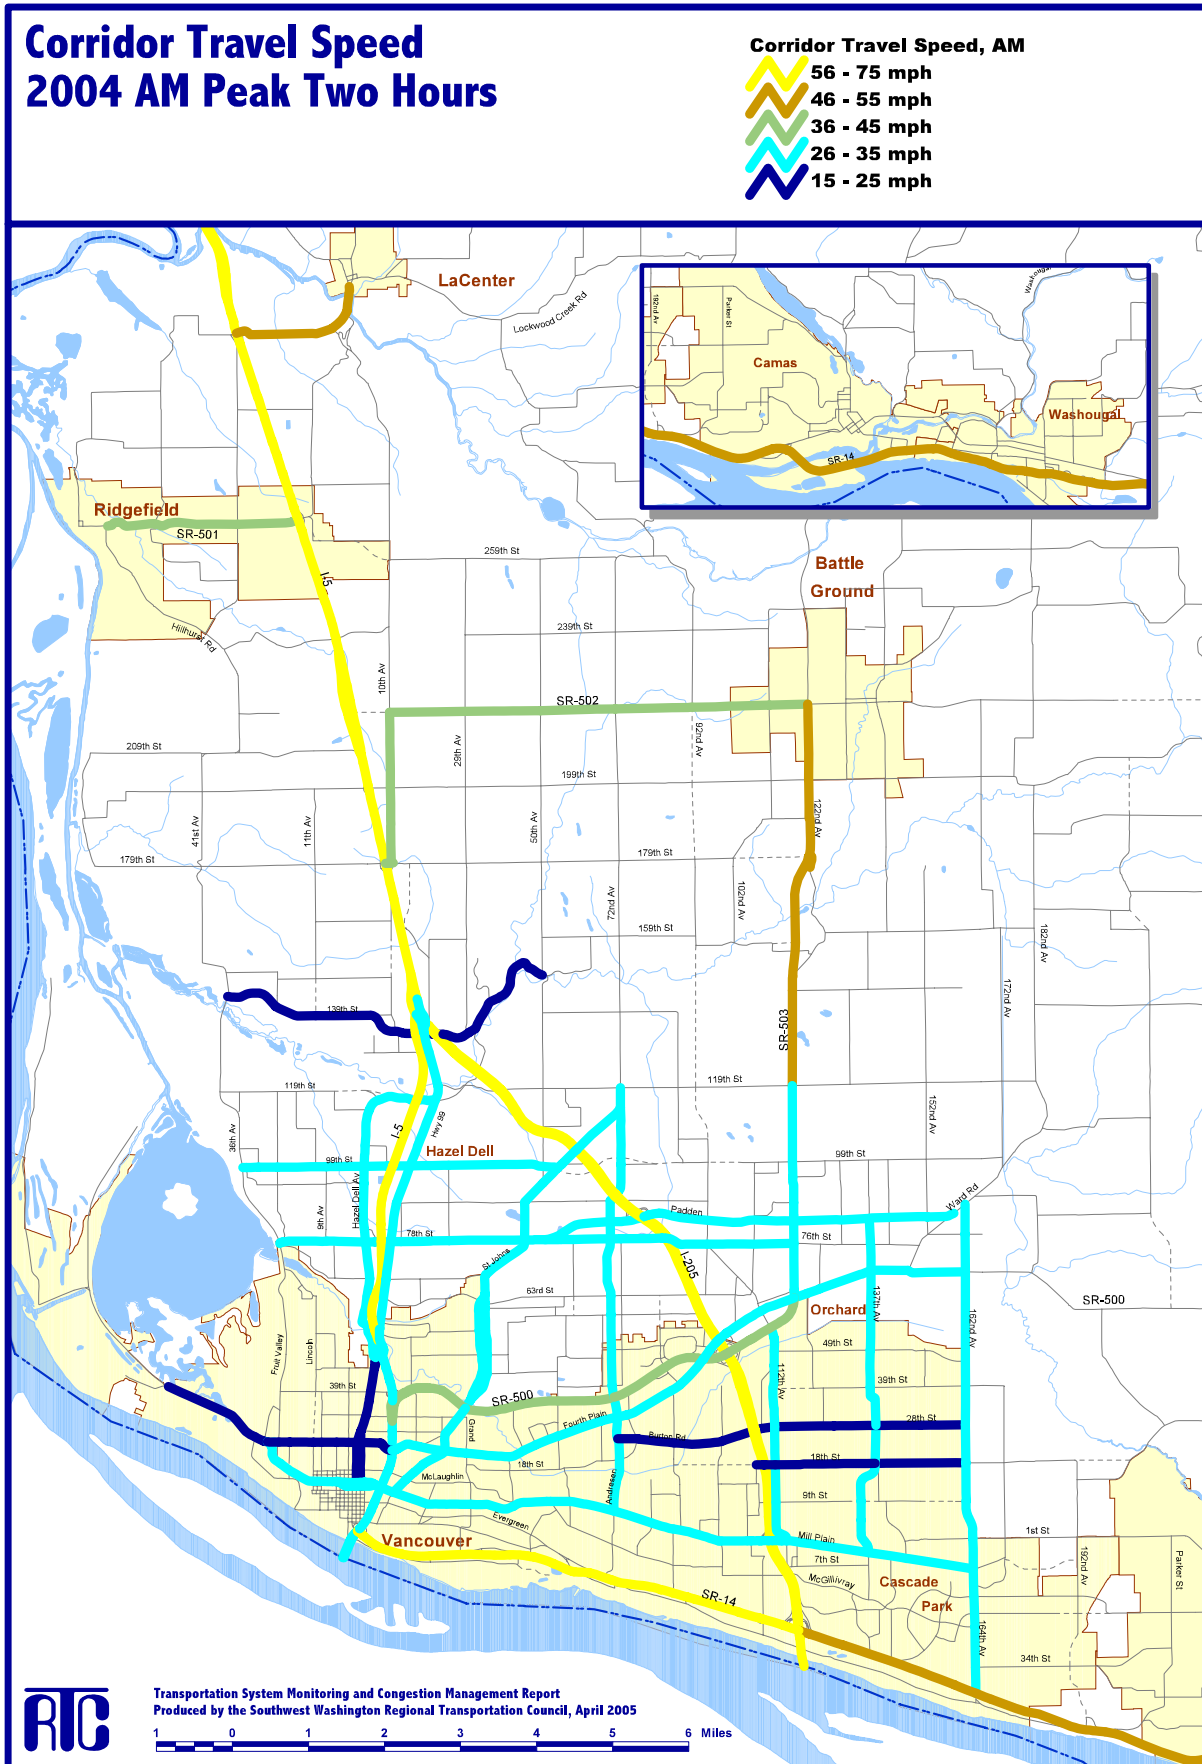 Corridor Travel Speed
2004 AM Peak Two Hours
Corridor Travel Speed, AM
56 - 75 mph
46 - 55 mph
36 - 45 mph
26 - 35 mph
15 - 25 mph
LaCenter
Lockwood Creek Rd
192nd Av
Parker St
Washougal
Camas
Washougal
SR-14
Ridgefield
SR-501
I-5
259th St
Battle
Ground
Hillhurst Rd
239th St
10th Av
SR-502
209th St
29th Av
92nd Av
199th St
41st Av
11th Av
50th Av
122nd Av
179th St
179th St
72nd Av
102nd Av
159th St
182nd Av
172nd Av
139th St
SR-503
119th St
119th St
152nd Av
36th Av
I-5
Hwy 99
Hazel Dell
99th St
99th St
Hazel Dell Av
9th Av
Ward Rd
Padden
78th St
76th St
St Johns
I-205
63rd St
137th Av
Orchard
SR-500
162nd Av
Fruit Valley
Lincoln
49th St
112th Av
39th St
39th St
SR-500
Fourth Plain
28th St
Grand
Burton Rd
18th St
18th St
McLaughlin
Andresen
9th St
Evergreen
Mill Plain
1st St
Vancouver
7th St
192nd Av
Parker St
McGillivray
Cascade
Park
SR-14
164th Av
34th St
RTC
Transportation System Monitoring and Congestion Management Report
Produced by the Southwest Washington Regional Transportation Council, April 2005
1 0 1 2 3 4 5 6 Miles